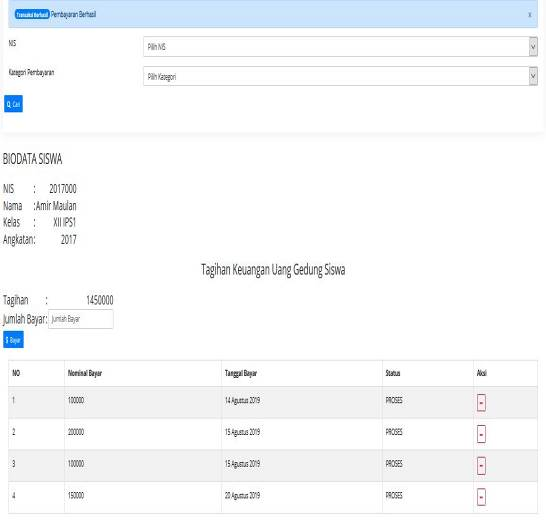 Transaksi Berhasil Pembayaran Berhasil x
NIS Pilih NIS
Kategori Pembayaran Pilih Kategori
Cari
BIODATA SISWA
NIS : 2017000
Nama :Amir Maulan
Kelas : XII IPS1
Angkatan: 2017
Tagihan Keuangan Uang Gedung Siswa
Tagihan : 1450000
Jumlah Bayar: Jumlah Bayar
$ Bayar
NO Nominal Bayar Tanggal Bayar Status Aksi
1 100000 14 Agustus 2019 PROSES -
2 200000 15 Agustus 2019 PROSES -
3 100000 15 Agustus 2019 PROSES -
4 150000 20 Agustus 2019 PROSES -